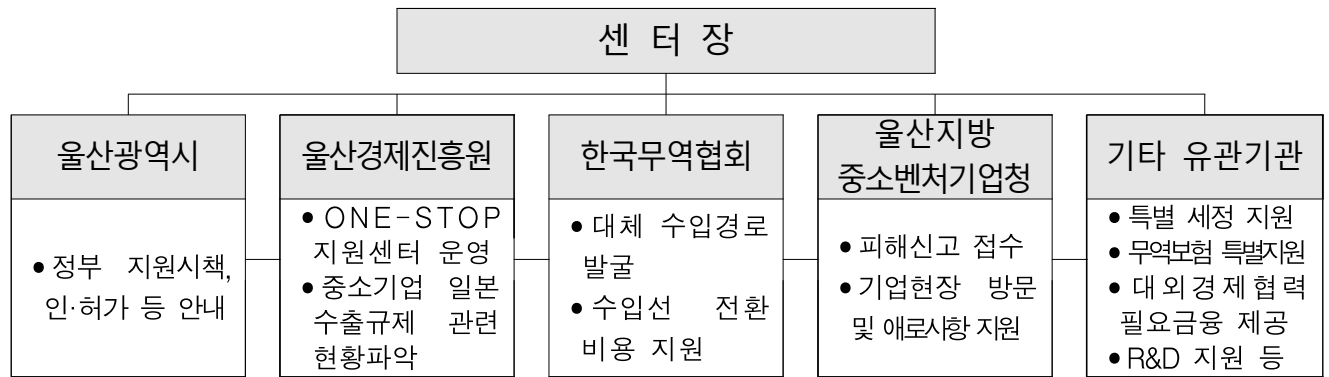 센 터 장
울산광역시
• 정부 지원시책,
인·허가 등 안내
울산경제진흥원
• ONE-STOP
지원센터 운영
• 중소기업 일본
수출규제 관련
현황파악
한국무역협회
• 대체 수입경로
발굴
• 수입선 전환
비용 지원
울산지방
중소벤처기업청
• 피해신고 접수
• 기업현장 방문
및 애로사항 지원
기타 유관기관
• 특별 세정 지원
• 무역보험 특별지원
• 대외경제협력
필요금융 제공
• R&D 지원 등